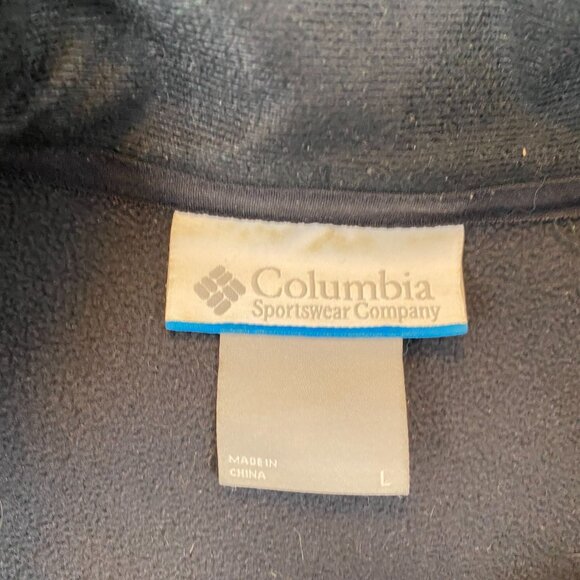 Columbia
Sportswear Company
MADE IN
CHINA
L